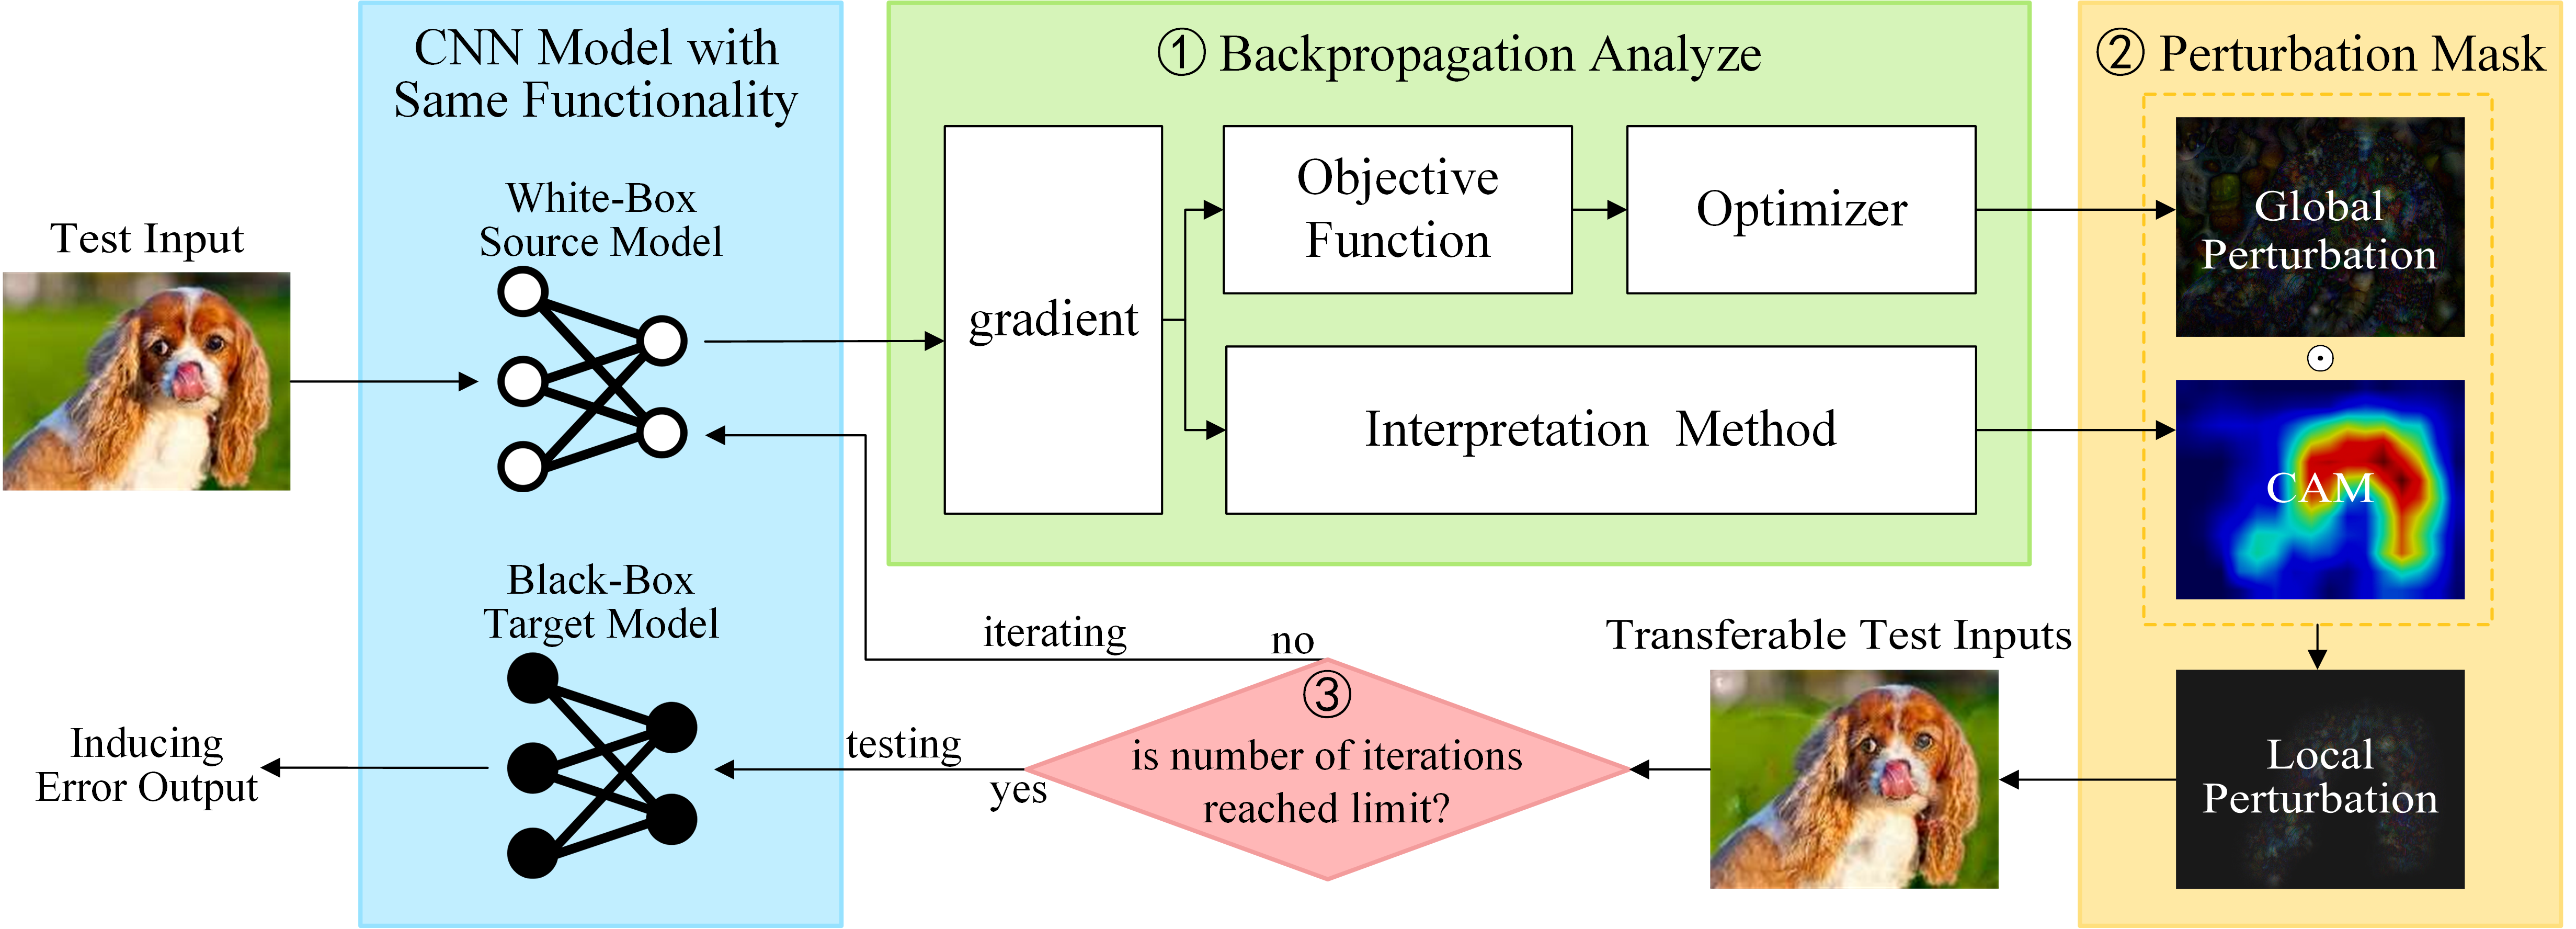 Test Input
CNN Model with
Same Functionality
White-Box
Source Model
Black-Box
Target Model
Inducing
Error Output
① Backpropagation Analyze
gradient
Objective
Function
Optimizer
Interpretation Method
② Perturbation Mask
Global
Perturbation
⊙
CAM
Local
Perturbation
Transferable Test Inputs
③
is number of iterations
reached limit?
no
iterating
yes
testing